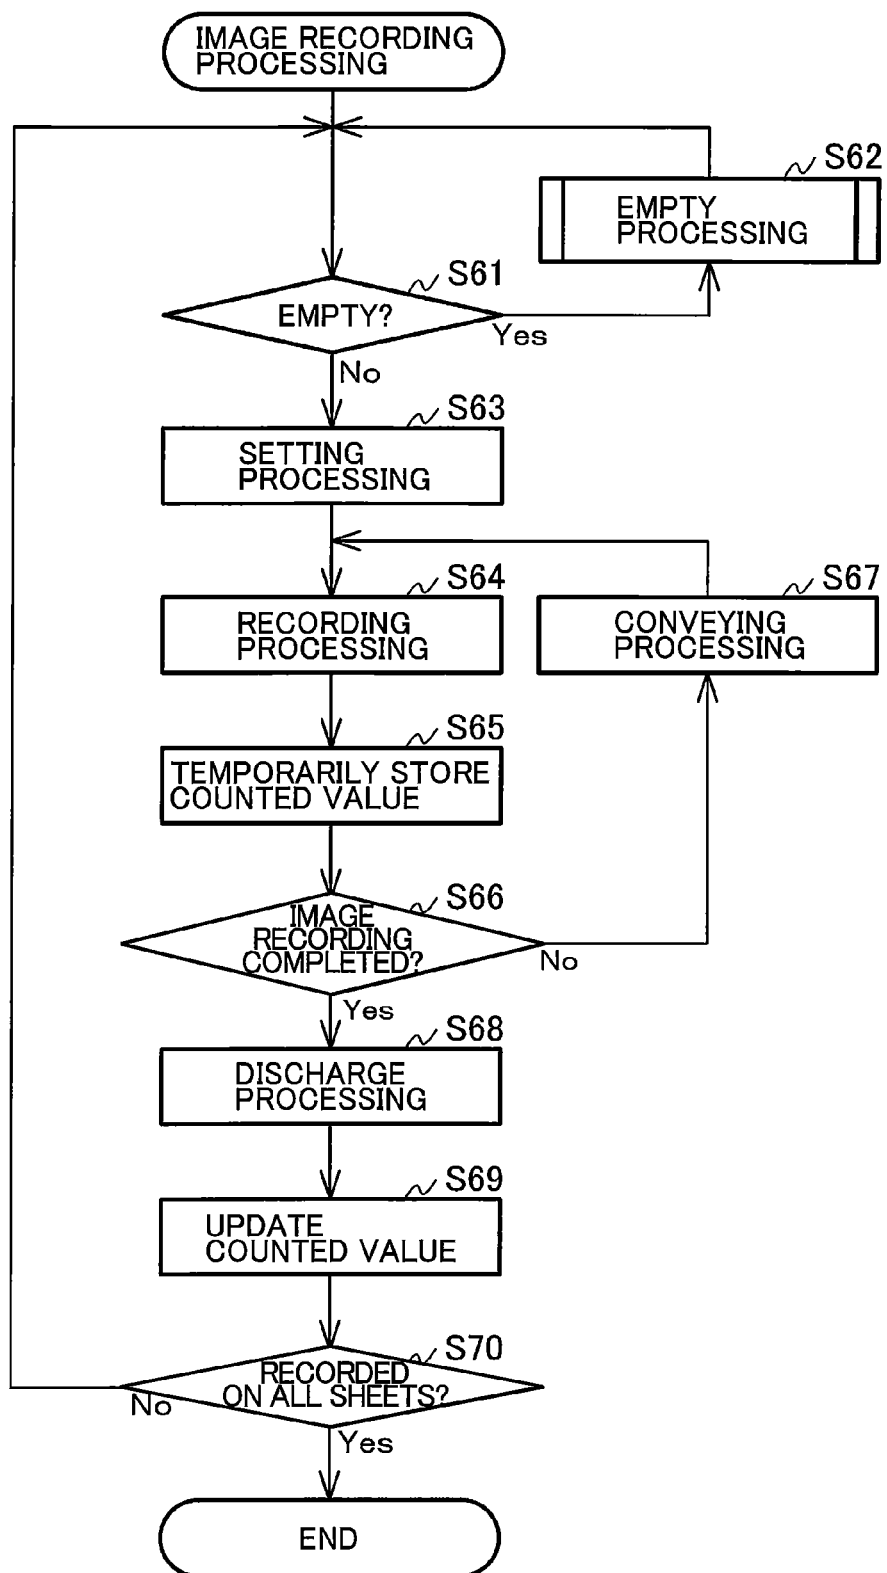 IMAGE RECORDING
PROCESSING
S62
EMPTY
PROCESSING
S61
EMPTY?
Yes
No
S63
SETTING
PROCESSING
S64
RECORDING
PROCESSING
S67
CONVEYING
PROCESSING
S65
TEMPORARILY STORE
COUNTED VALUE
S66
IMAGE
RECORDING
COMPLETED?
No
Yes
S68
DISCHARGE
PROCESSING
S69
UPDATE
COUNTED VALUE
S70
RECORDED
ON ALL SHEETS?
No
Yes
END